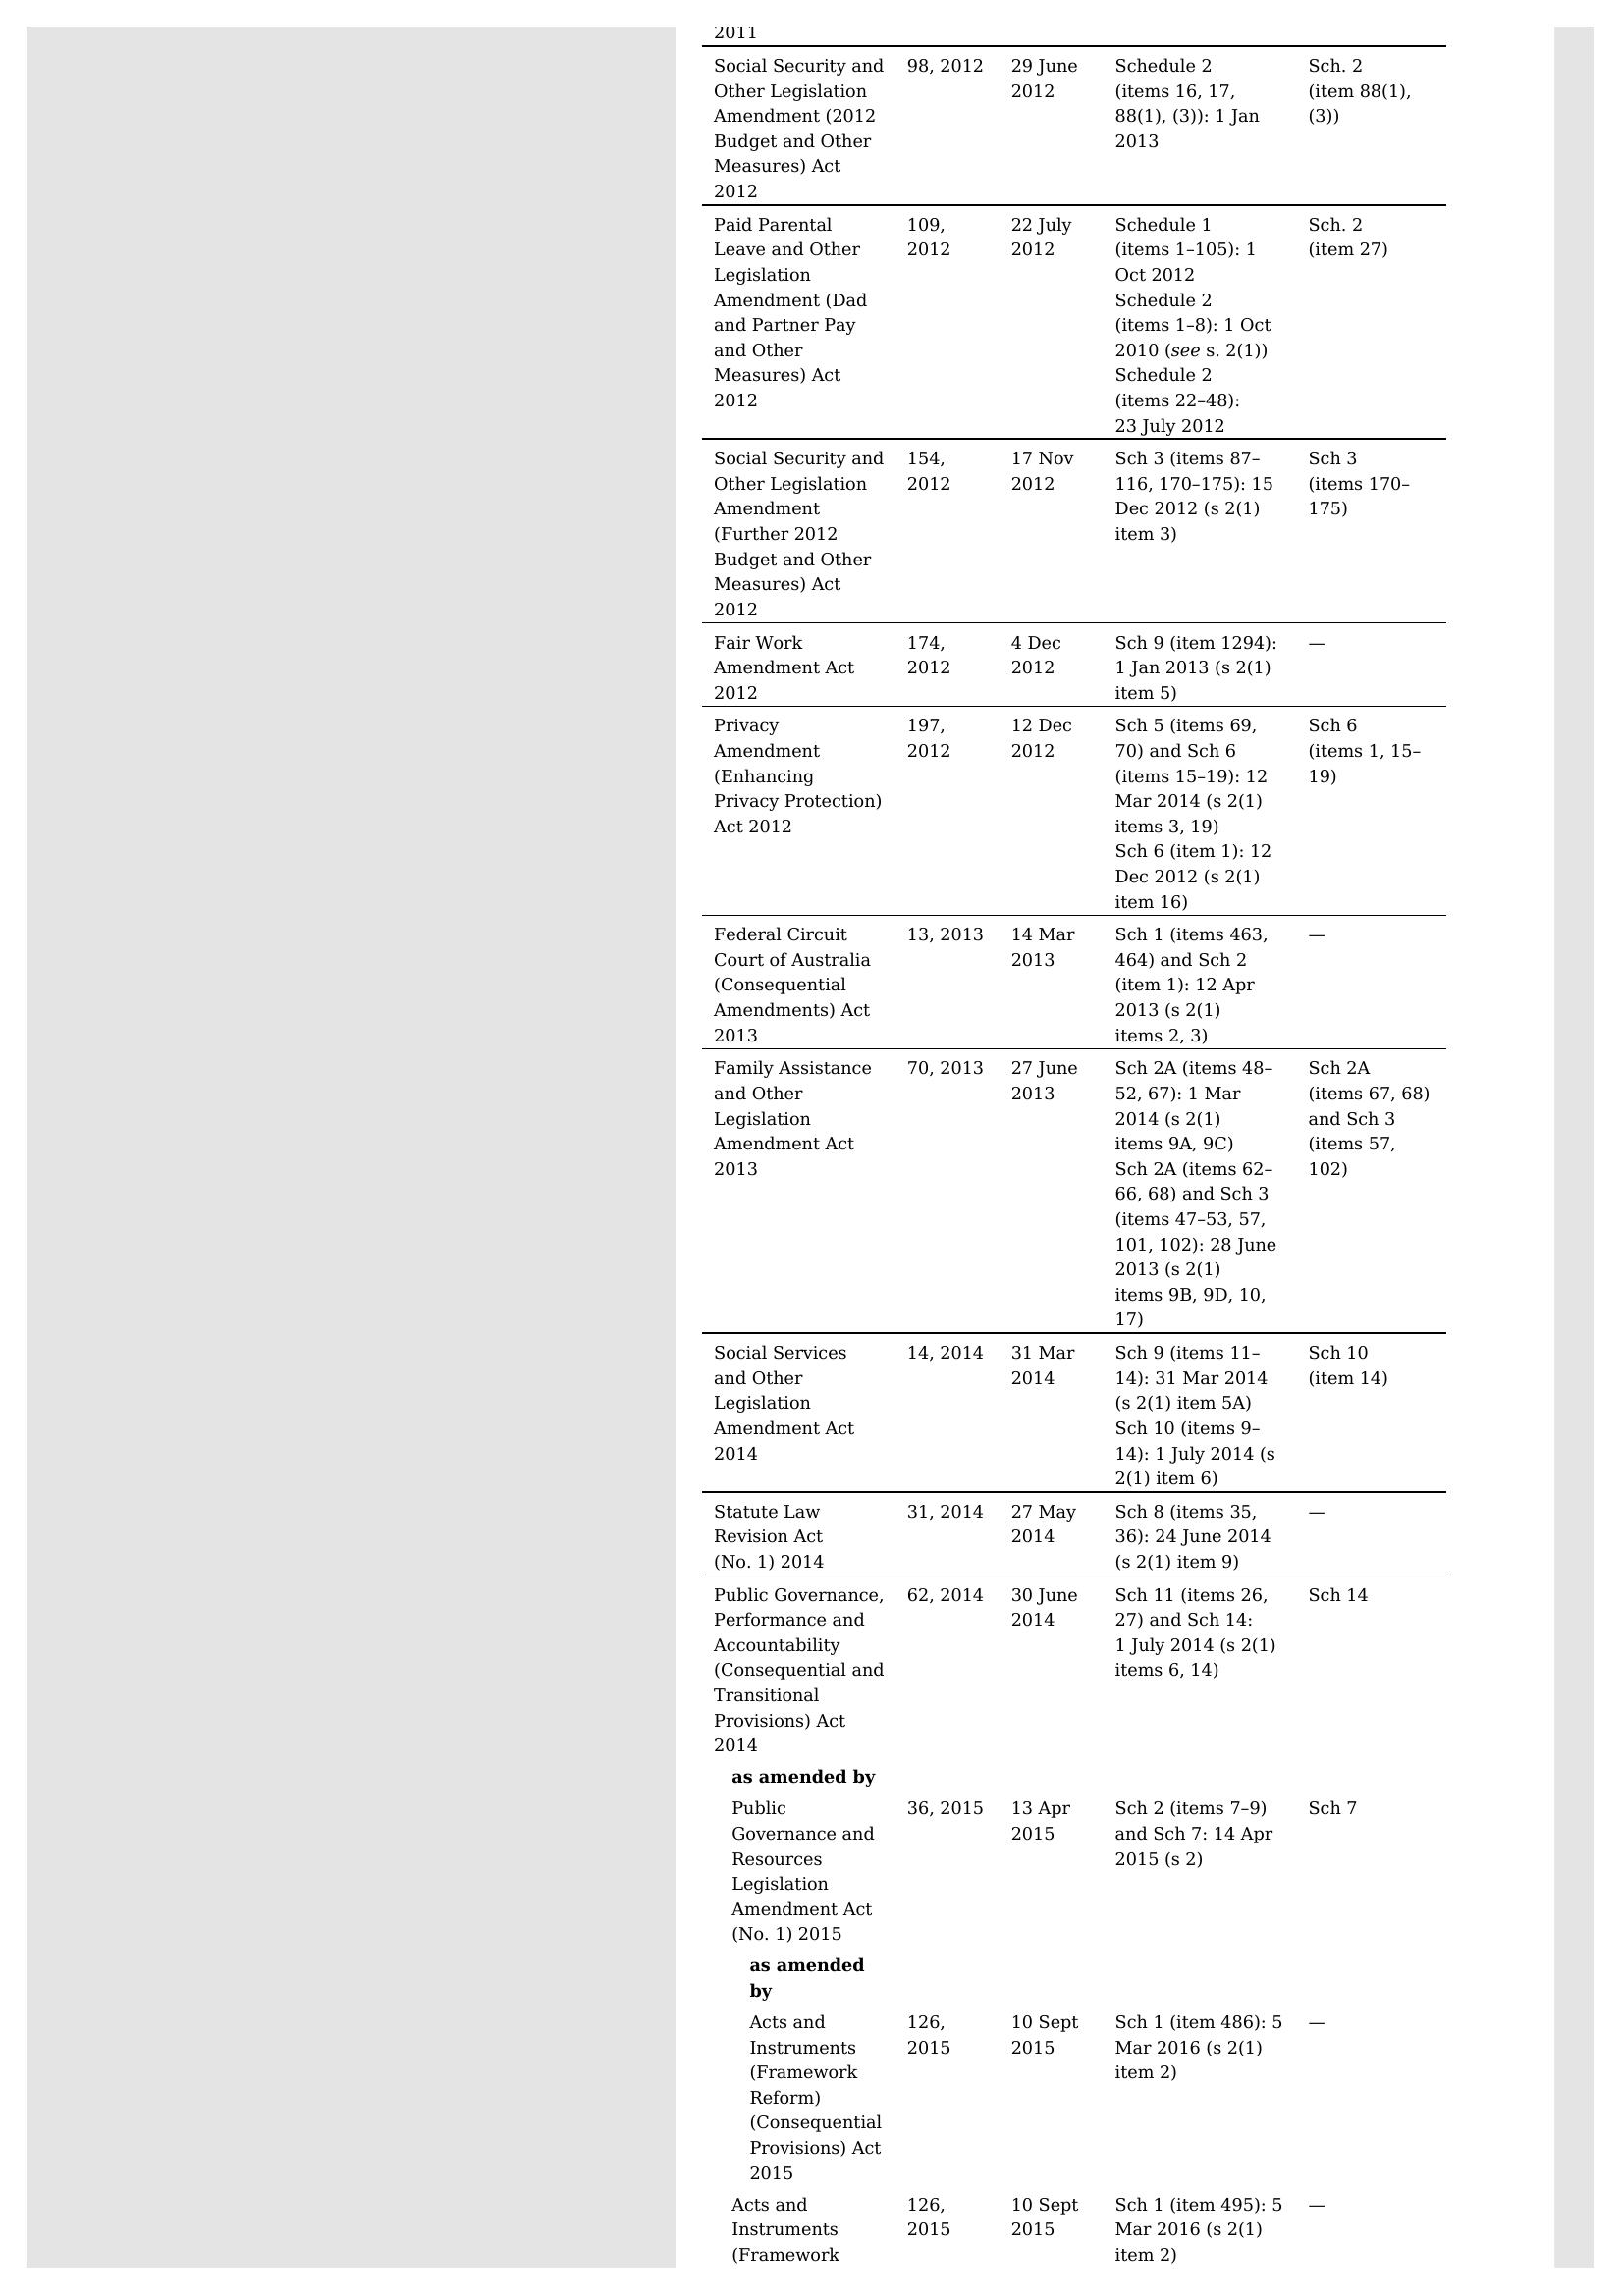 2011
Social Security and 98, 2012 29 June Schedule 2 Sch. 2
Other Legislation 2012 (items 16, 17, (item 88(1),
Amendment (2012 88(1), (3)): 1 Jan (3))
Budget and Other 2013
Measures) Act
2012
Paid Parental 109, 22 July Schedule 1 Sch. 2
Leave and Other 2012 2012 (items 1–105): 1 (item 27)
Legislation Oct 2012
Amendment (Dad Schedule 2
and Partner Pay (items 1–8): 1 Oct
and Other 2010 (see s. 2(1))
Measures) Act Schedule 2
2012 (items 22–48):
23 July 2012
Social Security and 154, 17 Nov Sch 3 (items 87– Sch 3
Other Legislation 2012 2012 116, 170–175): 15 (items 170–
Amendment Dec 2012 (s 2(1) 175)
(Further 2012 item 3)
Budget and Other
Measures) Act
2012
Fair Work 174, 4 Dec Sch 9 (item 1294): —
Amendment Act 2012 2012 1 Jan 2013 (s 2(1)
2012 item 5)
Privacy 197, 12 Dec Sch 5 (items 69, Sch 6
Amendment 2012 2012 70) and Sch 6 (items 1, 15–
(Enhancing (items 15–19): 12 19)
Privacy Protection) Mar 2014 (s 2(1)
Act 2012 items 3, 19)
Sch 6 (item 1): 12
Dec 2012 (s 2(1)
item 16)
Federal Circuit 13, 2013 14 Mar Sch 1 (items 463, —
Court of Australia 2013 464) and Sch 2
(Consequential (item 1): 12 Apr
Amendments) Act 2013 (s 2(1)
2013 items 2, 3)
Family Assistance 70, 2013 27 June Sch 2A (items 48– Sch 2A
and Other 2013 52, 67): 1 Mar (items 67, 68)
Legislation 2014 (s 2(1) and Sch 3
Amendment Act items 9A, 9C) (items 57,
2013 Sch 2A (items 62– 102)
66, 68) and Sch 3
(items 47–53, 57,
101, 102): 28 June
2013 (s 2(1)
items 9B, 9D, 10,
17)
Social Services 14, 2014 31 Mar Sch 9 (items 11– Sch 10
and Other 2014 14): 31 Mar 2014 (item 14)
Legislation (s 2(1) item 5A)
Amendment Act Sch 10 (items 9–
2014 14): 1 July 2014 (s
2(1) item 6)
Statute Law 31, 2014 27 May Sch 8 (items 35, —
Revision Act 2014 36): 24 June 2014
(No. 1) 2014 (s 2(1) item 9)
Public Governance, 62, 2014 30 June Sch 11 (items 26, Sch 14
Performance and 2014 27) and Sch 14:
Accountability 1 July 2014 (s 2(1)
(Consequential and items 6, 14)
Transitional
Provisions) Act
2014
as amended by
Public 36, 2015 13 Apr Sch 2 (items 7–9) Sch 7
Governance and 2015 and Sch 7: 14 Apr
Resources 2015 (s 2)
Legislation
Amendment Act
(No. 1) 2015
as amended
by
Acts and 126, 10 Sept Sch 1 (item 486): 5 —
Instruments 2015 2015 Mar 2016 (s 2(1)
(Framework item 2)
Reform)
(Consequential
Provisions) Act
2015
Acts and 126, 10 Sept Sch 1 (item 495): 5 —
Instruments 2015 2015 Mar 2016 (s 2(1)
(Framework item 2)